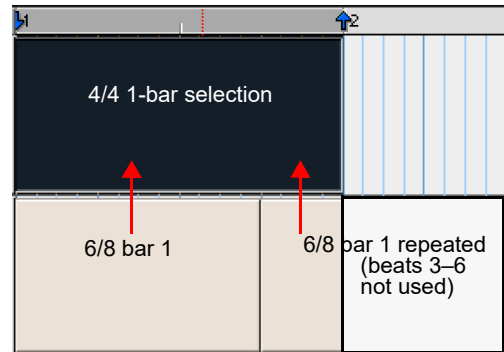 1 2
4/4 1-bar selection
6/8 bar 1
6/8 bar 1 repeated
(beats 3–6
not used)